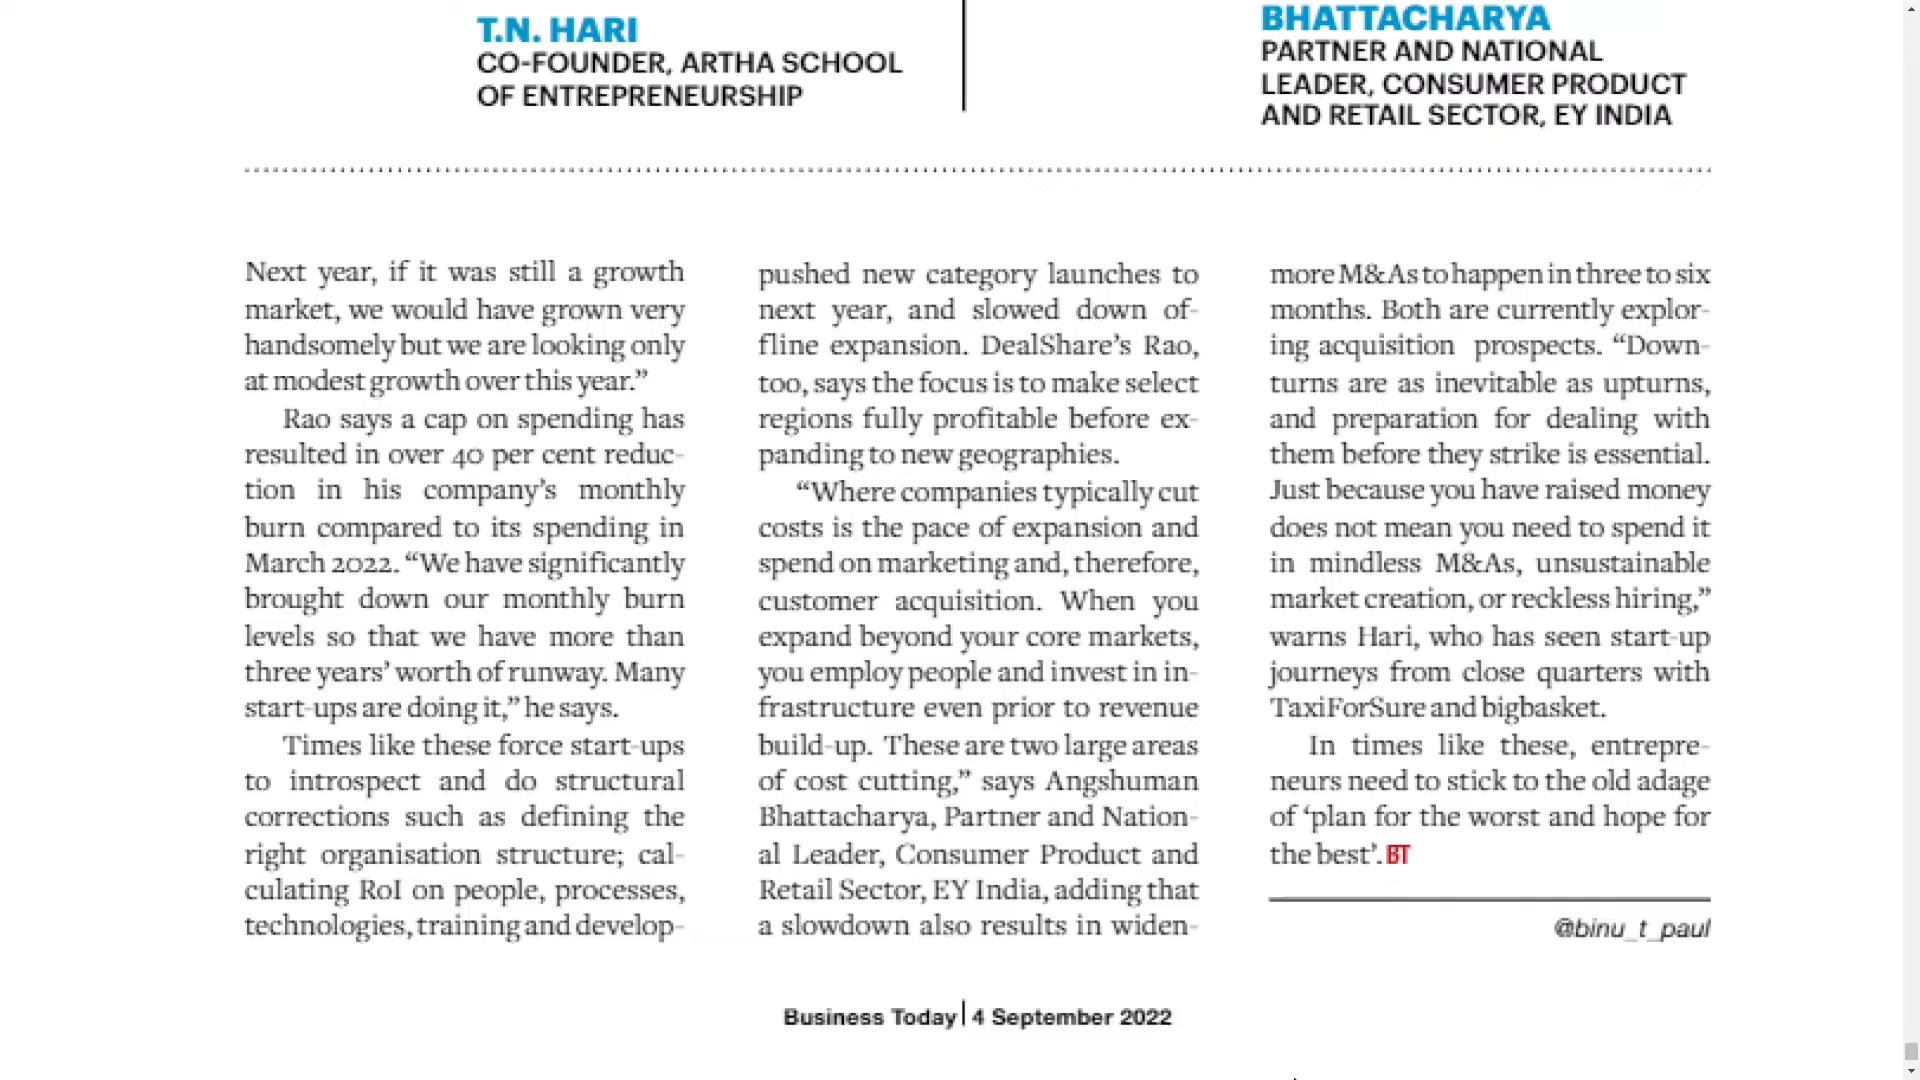 T.N. HARI
CO-FOUNDER, ARTHA SCHOOL
OF ENTREPRENEURSHIP
BHATTACHARYA
PARTNER AND NATIONAL
LEADER, CONSUMER PRODUCT
AND RETAIL SECTOR, EY INDIA
Next year, if it was still a growth
market, we would have grown very
handsomely but we are looking only
at modest growth over this year.”
Rao says a cap on spending has
resulted in over 40 per cent reduc-
tion in his company’s monthly
burn compared to its spending in
March 2022. “We have significantly
brought down our monthly burn
levels so that we have more than
three years’ worth of runway. Many
start-ups are doing it,” he says.
Times like these force start-ups
to introspect and do structural
corrections such as defining the
right organisation structure; cal-
culating RoI on people, processes,
technologies, training and develop-
pushed new category launches to
next year, and slowed down of-
fline expansion. DealShare’s Rao,
too, says the focus is to make select
regions fully profitable before ex-
panding to new geographies.
“Where companies typically cut
costs is the pace of expansion and
spend on marketing and, therefore,
customer acquisition. When you
expand beyond your core markets,
you employ people and invest in in-
frastructure even prior to revenue
build-up. These are two large areas
of cost cutting,” says Angshuman
Bhattacharya, Partner and Nation-
al Leader, Consumer Product and
Retail Sector, EY India, adding that
a slowdown also results in widen-
more M&As to happen in three to six
months. Both are currently explor-
ing acquisition prospects. “Down-
turns are as inevitable as upturns,
and preparation for dealing with
them before they strike is essential.
Just because you have raised money
does not mean you need to spend it
in mindless M&As, unsustainable
market creation, or reckless hiring,”
warns Hari, who has seen start-up
journeys from close quarters with
TaxiForSure and bigbasket.
In times like these, entrepre-
neurs need to stick to the old adage
of ‘plan for the worst and hope for
the best’. BT
@binu_t_paul
Business Today | 4 September 2022